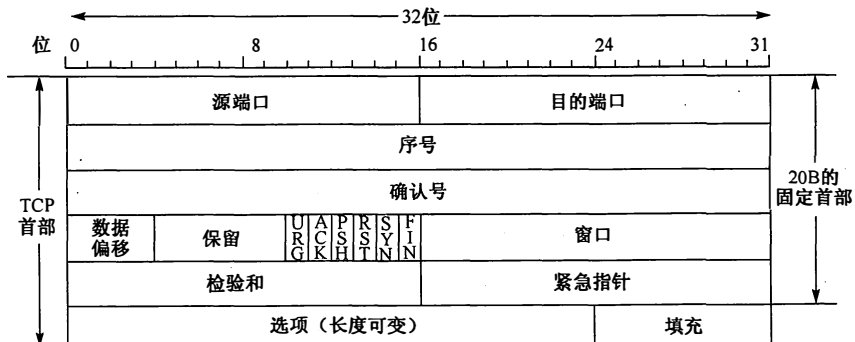 32位
位 0 8 16 24 31
源端口 目的端口
序号
确认号
TCP首部
20B的固定首部
数据偏移 保留 URG ACK PSH RST SYN FIN 窗口
检验和 紧急指针
选项（长度可变） 填充